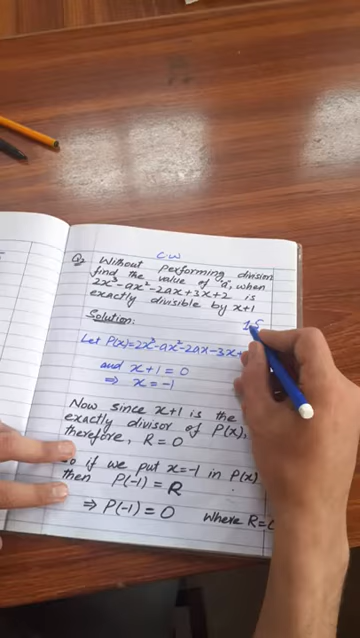 C.W
Q2 Without performing division
find the value of 'a', when
2x³-ax²-2ax+3x+2 is
exactly divisible by x+1
Solution:
Let P(x)=2x³-ax²-2ax-3x+
and x+1=0
⇒ x=-1
Now since x+1 is the
exactly divisor of P(x),
therefore, R=0
So if we put x=-1 in P(x)
then P(-1)=R
⇒ P(-1)=0 where R=